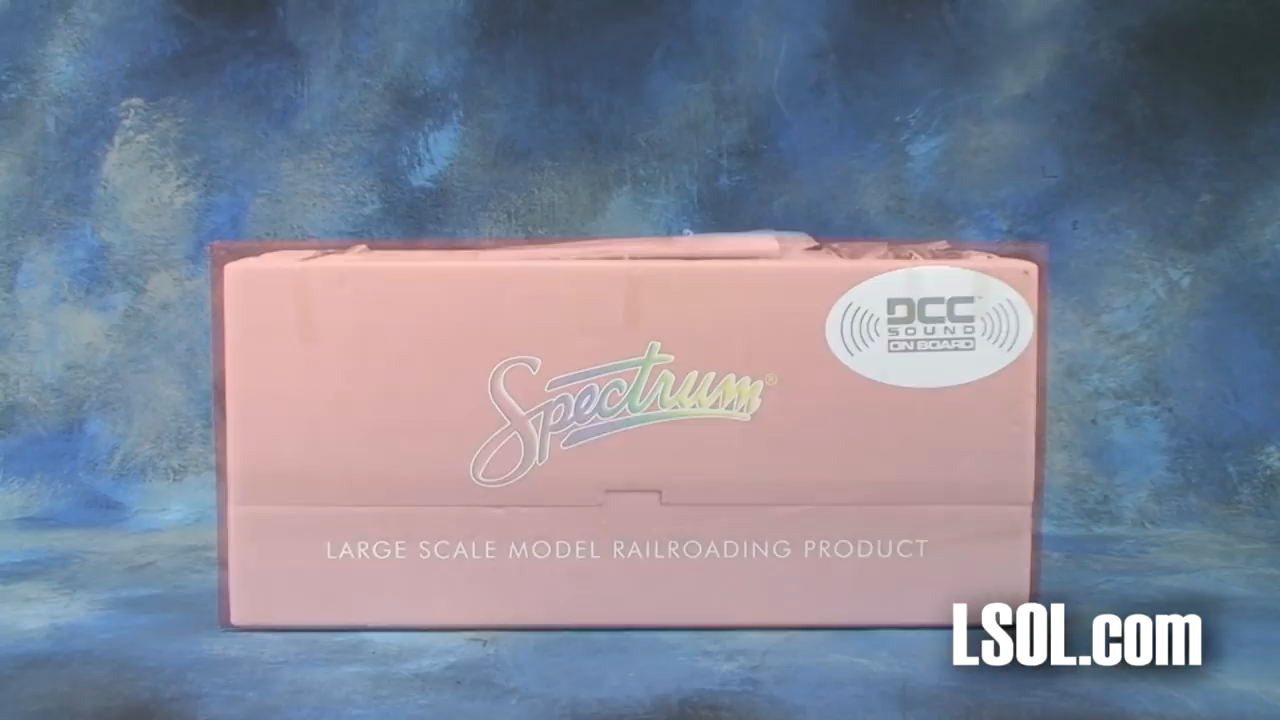 DCC
SOUND
ON BOARD
Spectrum®
LARGE SCALE MODEL RAILROADING PRODUCT
LSOL.com